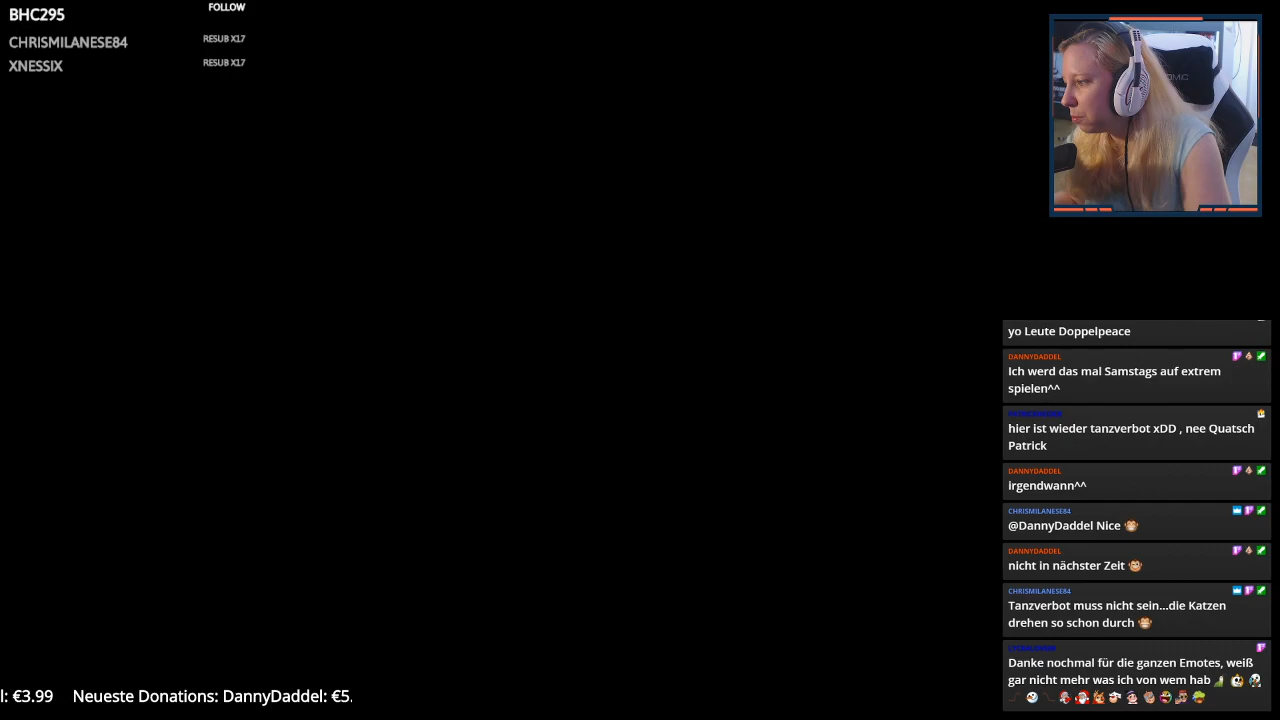 BHC295 FOLLOW
CHRISMILANESE84 RESUB X17
XNESSIX RESUB X17
yo Leute Doppelpeace
DANNYDADDEL
Ich werd das mal Samstags auf extrem
spielen^^
hier ist wieder tanzverbot xDD , nee Quatsch
Patrick
DANNYDADDEL
irgendwann^^
CHRISMILANESE84
@DannyDaddel Nice
DANNYDADDEL
nicht in nächster Zeit
CHRISMILANESE84
Tanzverbot muss nicht sein...die Katzen
drehen so schon durch
Danke nochmal für die ganzen Emotes, weiß
gar nicht mehr was ich von wem hab
l: €3.99 Neueste Donations: DannyDaddel: €5.